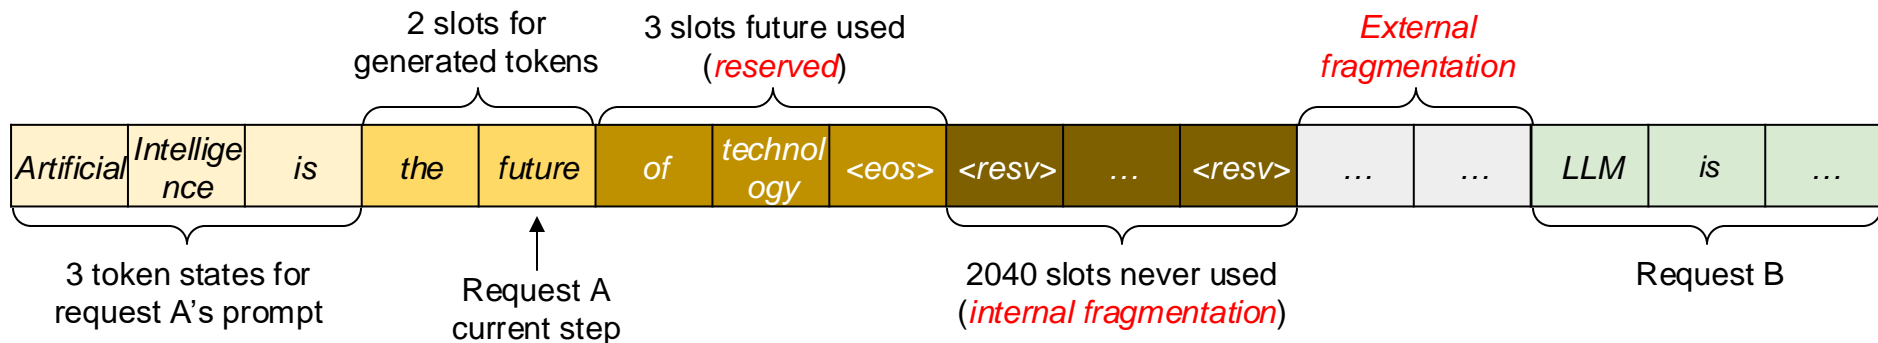 2 slots for
generated tokens
3 slots future used
(reserved)
External
fragmentation
Artificial
Intellige
nce
is
the
future
of
technol
ogy
<eos>
<resv>
...
<resv>
...
...
LLM
is
...
3 token states for
request A's prompt
Request A
current step
2040 slots never used
(internal fragmentation)
Request B